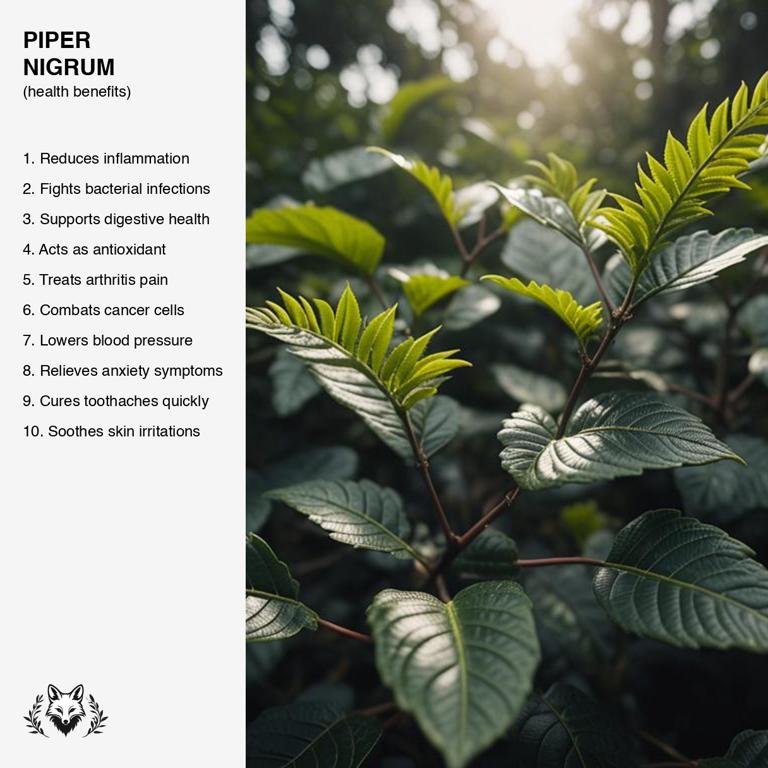 PIPER
NIGRUM
(health benefits)
1. Reduces inflammation
2. Fights bacterial infections
3. Supports digestive health
4. Acts as antioxidant
5. Treats arthritis pain
6. Combats cancer cells
7. Lowers blood pressure
8. Relieves anxiety symptoms
9. Cures toothaches quickly
10. Soothes skin irritations